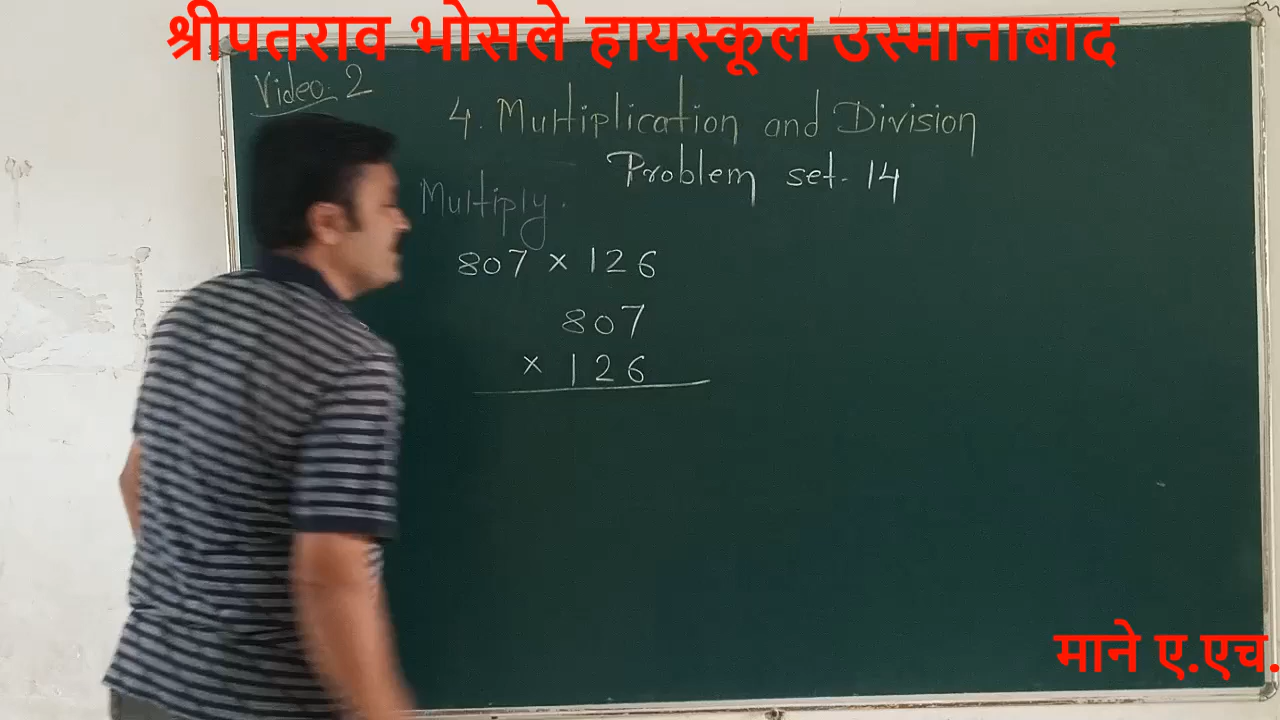 श्रीपतराव भोसले हायस्कूल उस्मानाबाद
Video. 2
4. Multiplication and Division
Problem set. 14
Multiply.
807 × 126
807
× 126
माने ए.एच.